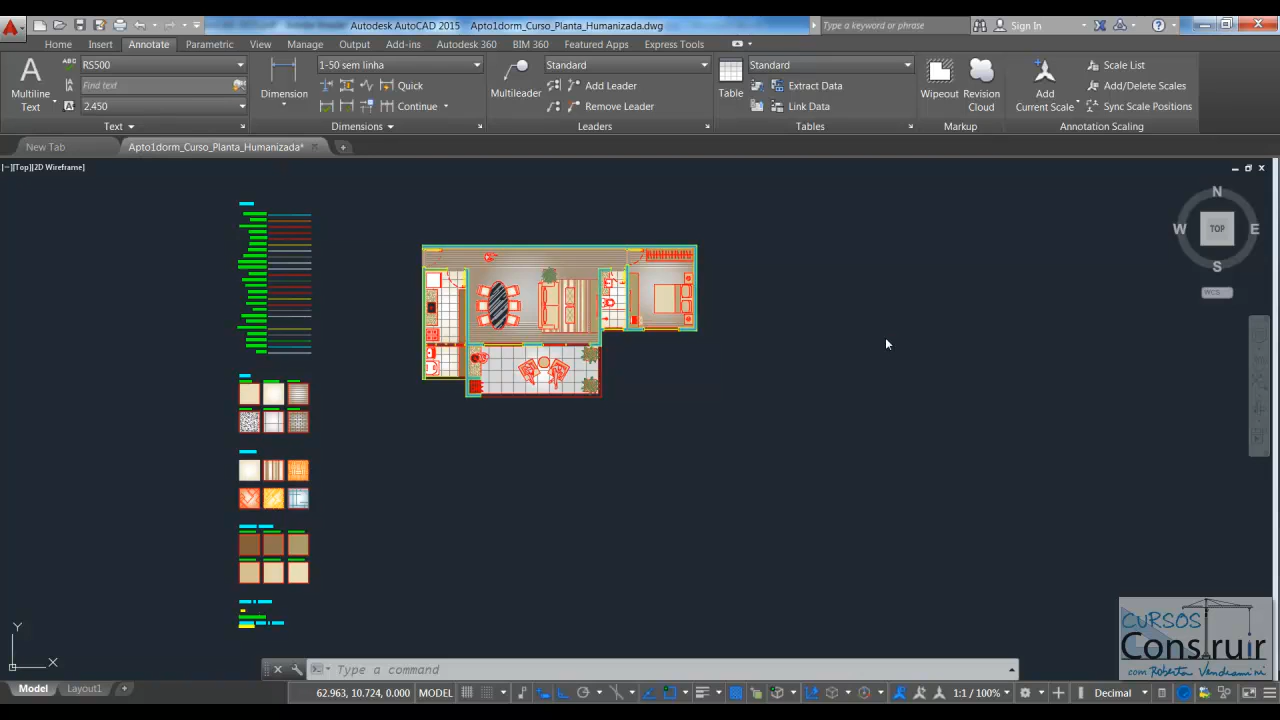 Autodesk AutoCAD 2015 Apto1dorm_Curso_Planta_Humanizada.dwg
Type a keyword or phrase
Sign In
Home Insert Annotate Parametric View Manage Output Add-ins Autodesk 360 BIM 360 Featured Apps Express Tools
Multiline Text
ABC
RS500
Find text
2.450
Text
Dimension
1-50 sem linha
Quick
Continue
Dimensions
Multileader
Standard
Add Leader
Remove Leader
Leaders
Table
Standard
Extract Data
Link Data
Tables
Wipeout
Revision Cloud
Markup
Add Current Scale
Scale List
Add/Delete Scales
Sync Scale Positions
Annotation Scaling
New Tab
Apto1dorm_Curso_Planta_Humanizada*
[−][Top][2D Wireframe]
N
W TOP E
S
WCS
Y
X
CURSOS
Construir
com Roberta Vendramini
Type a command
Model Layout1
62.963, 10.724, 0.000 MODEL
1:1 / 100%
Decimal